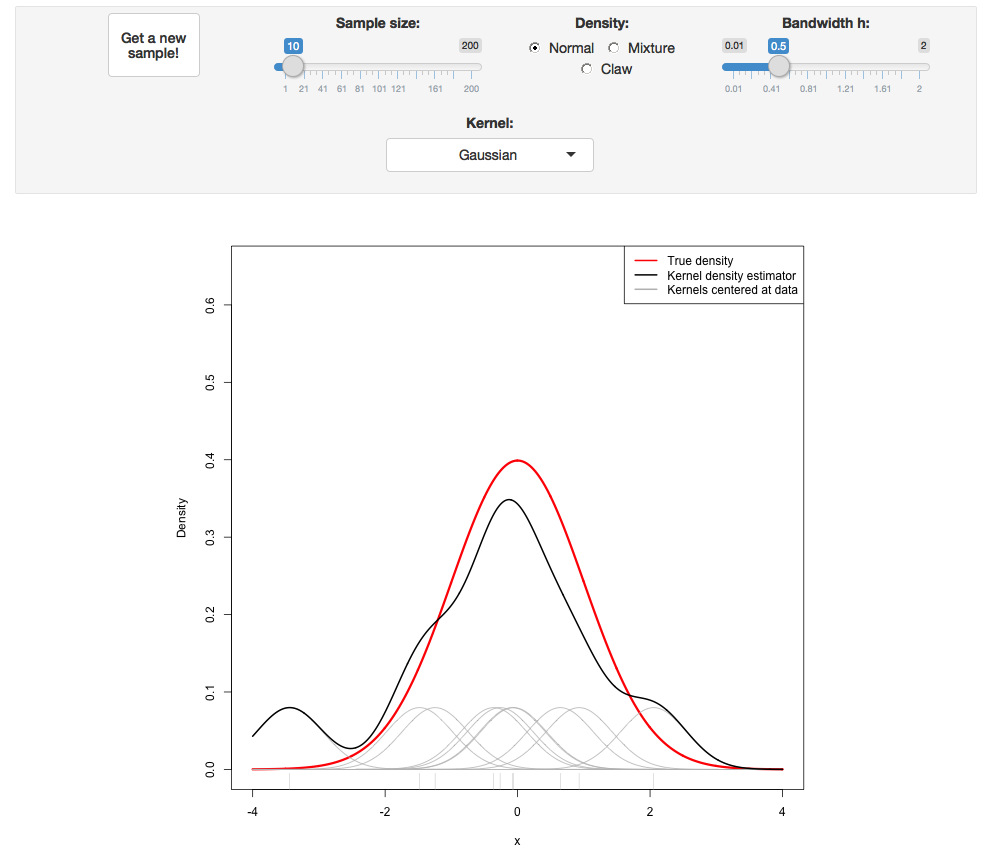 Get a new
sample!
Sample size:
10
200
1 21 41 61 81 101 121 161 200
Density:
Normal Mixture
Claw
Bandwidth h:
0.01
0.5
2
0.01 0.41 0.81 1.21 1.61 2
Kernel:
Gaussian
True density
Kernel density estimator
Kernels centered at data
Density
0.6
0.5
0.4
0.3
0.2
0.1
0.0
-4 -2 0 2 4
x